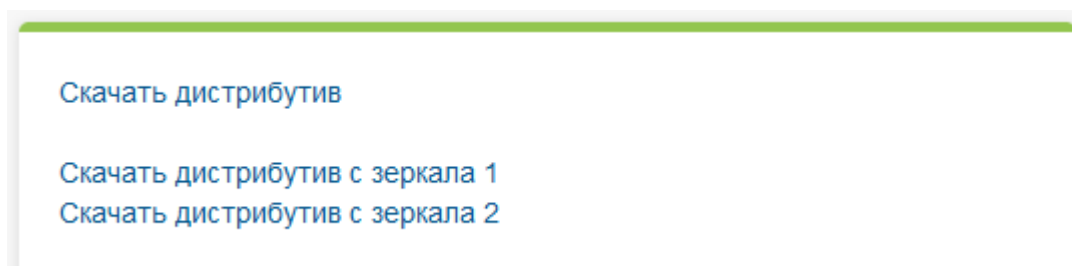 Скачать дистрибутив
Скачать дистрибутив с зеркала 1
Скачать дистрибутив с зеркала 2